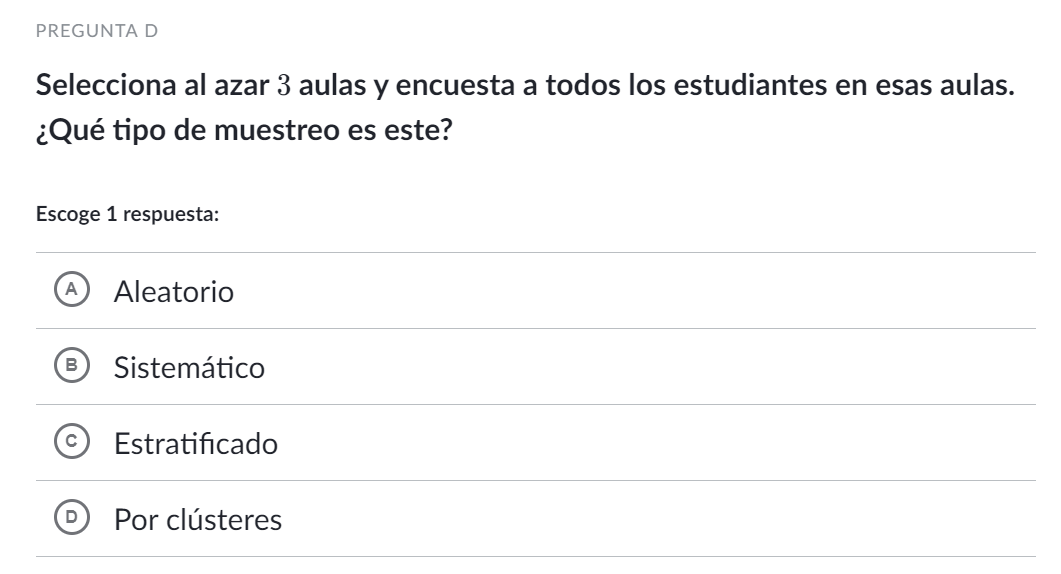 PREGUNTA D
Selecciona al azar 3 aulas y encuesta a todos los estudiantes en esas aulas.
¿Qué tipo de muestreo es este?
Escoge 1 respuesta:
A Aleatorio
B Sistemático
C Estratificado
D Por clústeres